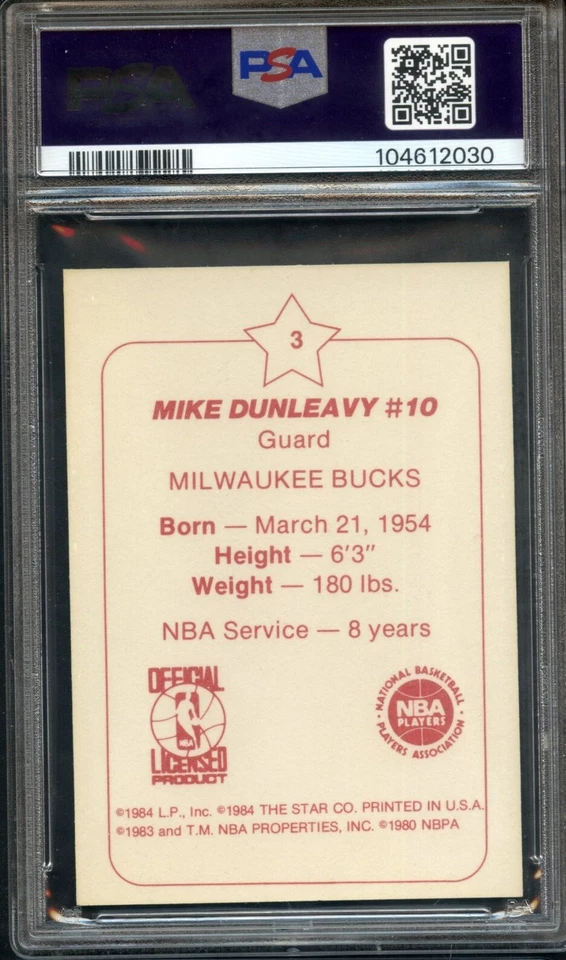 PSA
PSA
104612030
3
MIKE DUNLEAVY #10
Guard
MILWAUKEE BUCKS
Born — March 21, 1954
Height — 6'3"
Weight — 180 lbs.
NBA Service — 8 years
OFFICIAL
NBA
LICENSED
PRODUCT
NATIONAL BASKETBALL
NBA
PLAYERS
PLAYERS ASSOCIATION
©1984 L.P., Inc. ©1984 THE STAR CO. PRINTED IN U.S.A.
©1983 and T.M. NBA PROPERTIES, INC. ©1980 NBPA